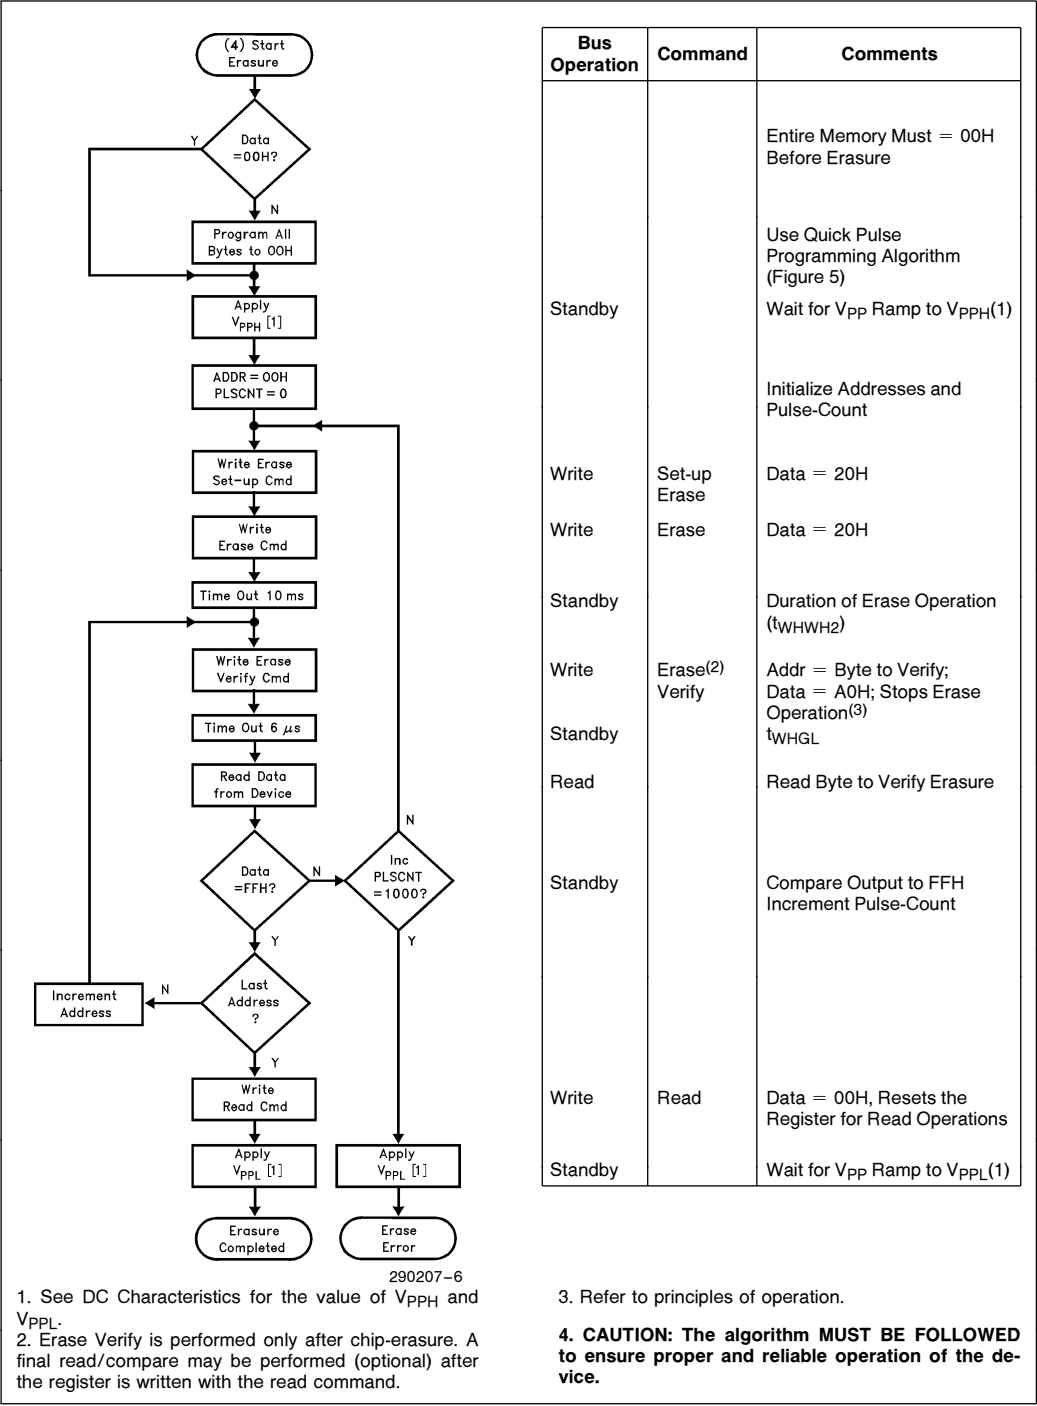 (4) Start
Erasure
Data
=00H?
Y
N
Program All
Bytes to 00H
Apply
VPPH [1]
ADDR = 00H
PLSCNT = 0
Write Erase
Set-up Cmd
Write
Erase Cmd
Time Out 10 ms
Write Erase
Verify Cmd
Time Out 6 μs
Read Data
from Device
Data
=FFH?
N
Inc
PLSCNT
=1000?
N
Y
Y
Last
Address
?
N
Increment
Address
Y
Write
Read Cmd
Apply
VPPL [1]
Apply
VPPL [1]
Erasure
Completed
Erase
Error
290207-6
Bus
Operation
Command
Comments
Entire Memory Must = 00H
Before Erasure
Use Quick Pulse
Programming Algorithm
(Figure 5)
Standby
Wait for VPP Ramp to VPPH(1)
Initialize Addresses and
Pulse-Count
Write
Set-up
Erase
Data = 20H
Write
Erase
Data = 20H
Standby
Duration of Erase Operation
(tWHWH2)
Write
Erase(2)
Verify
Addr = Byte to Verify;
Data = A0H; Stops Erase
Operation(3)
Standby
tWHGL
Read
Read Byte to Verify Erasure
Standby
Compare Output to FFH
Increment Pulse-Count
Write
Read
Data = 00H, Resets the
Register for Read Operations
Standby
Wait for VPP Ramp to VPPL(1)
1. See DC Characteristics for the value of VPPH and
VPPL.
2. Erase Verify is performed only after chip-erasure. A
final read/compare may be performed (optional) after
the register is written with the read command.
3. Refer to principles of operation.
4. CAUTION: The algorithm MUST BE FOLLOWED
to ensure proper and reliable operation of the de-
vice.